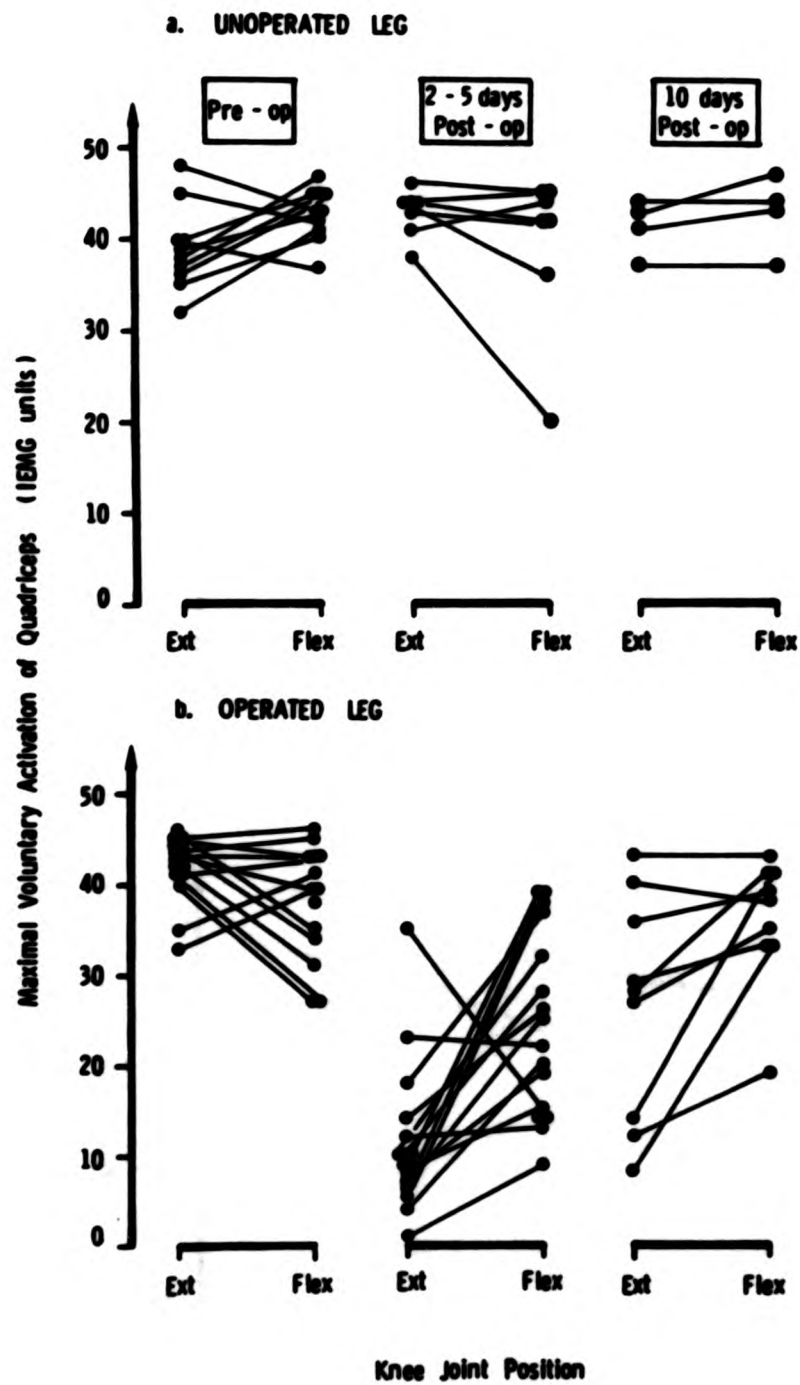 a. UNOPERATED LEG
Pre - op
2 - 5 days
Post - op
10 days
Post - op
50
40
30
20
10
0
Ext Flex Ext Flex Ext Flex
Maximal Voluntary Activation of Quadriceps (IEMG units)
b. OPERATED LEG
50
40
30
20
10
0
Ext Flex Ext Flex Ext Flex
Knee Joint Position